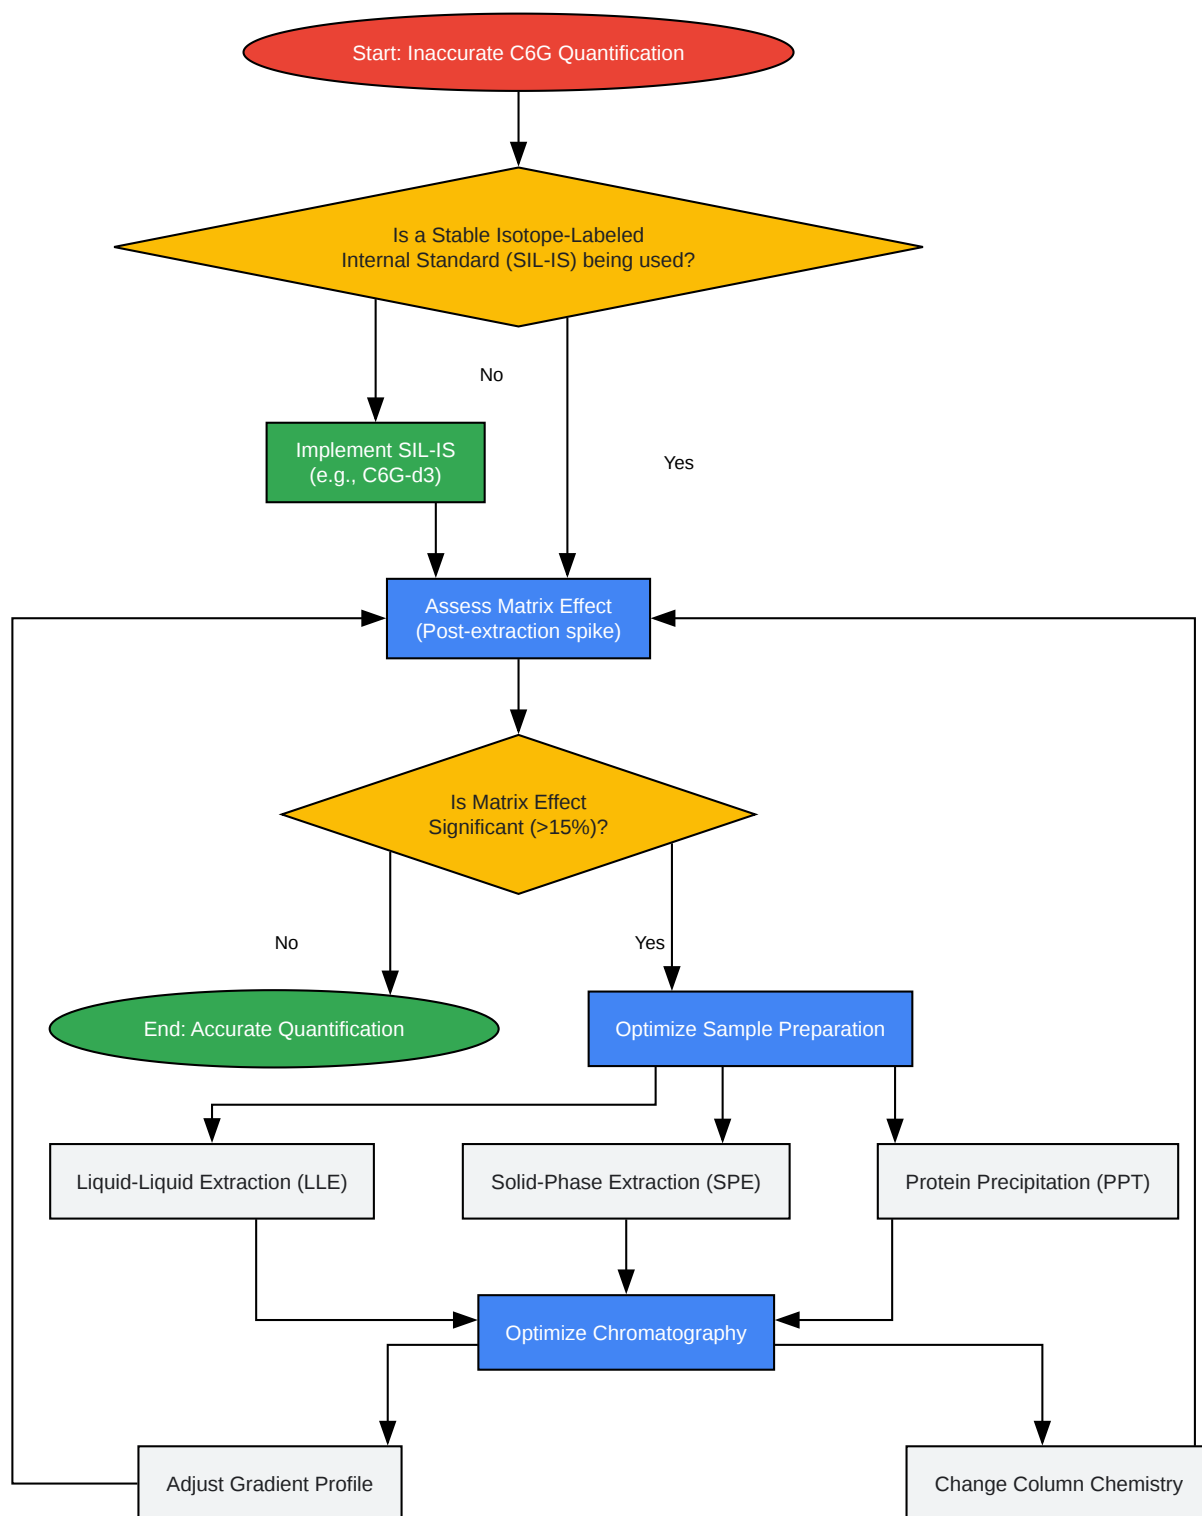 Start: Inaccurate C6G Quantification
Is a Stable Isotope-Labeled
Internal Standard (SIL-IS) being used?
No
Implement SIL-IS
(e.g., C6G-d3)
Yes
Assess Matrix Effect
(Post-extraction spike)
Is Matrix Effect
Significant (>15%)?
No
Yes
End: Accurate Quantification
Optimize Sample Preparation
Liquid-Liquid Extraction (LLE)
Solid-Phase Extraction (SPE)
Protein Precipitation (PPT)
Optimize Chromatography
Adjust Gradient Profile
Change Column Chemistry